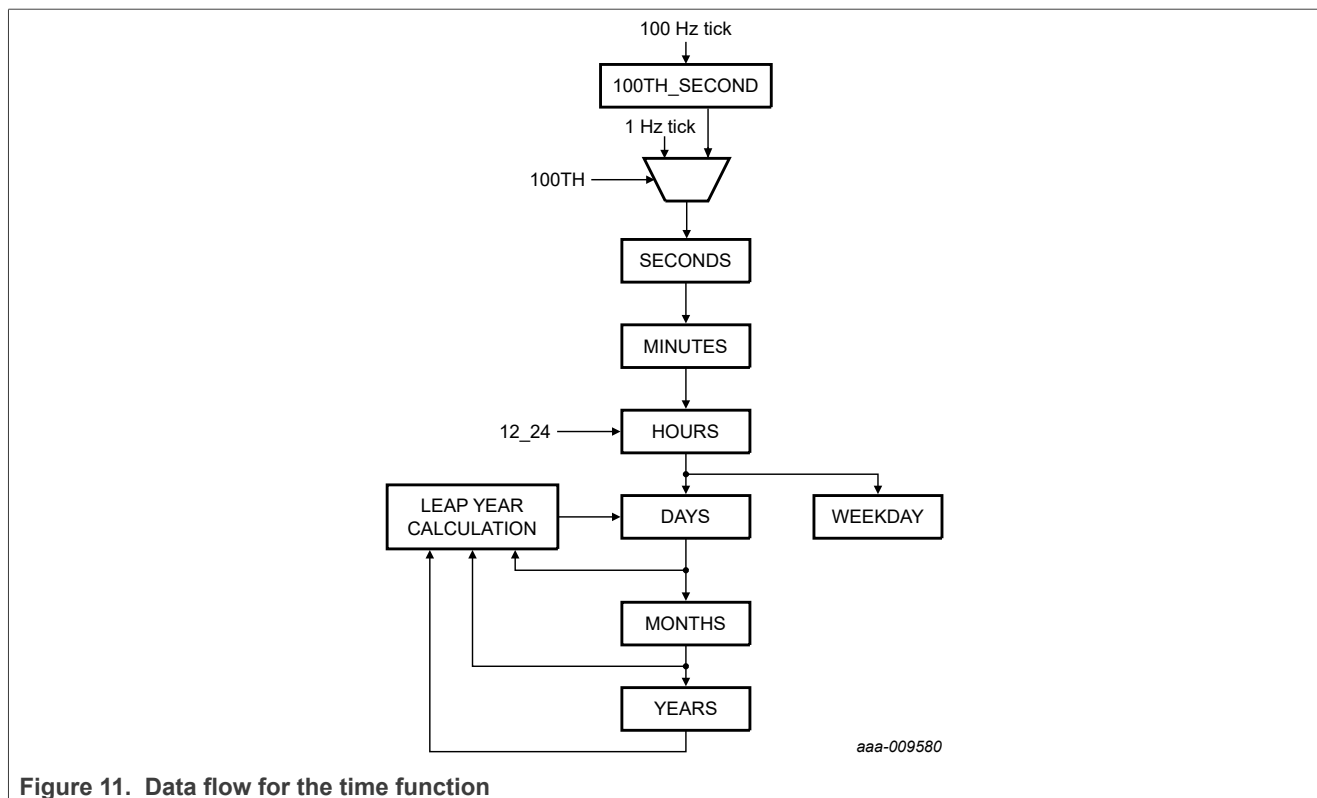 100 Hz tick
100TH_SECOND
1 Hz tick
100TH
SECONDS
MINUTES
12_24
HOURS
LEAP YEAR
CALCULATION
DAYS
WEEKDAY
MONTHS
YEARS
aaa-009580
Figure 11. Data flow for the time function